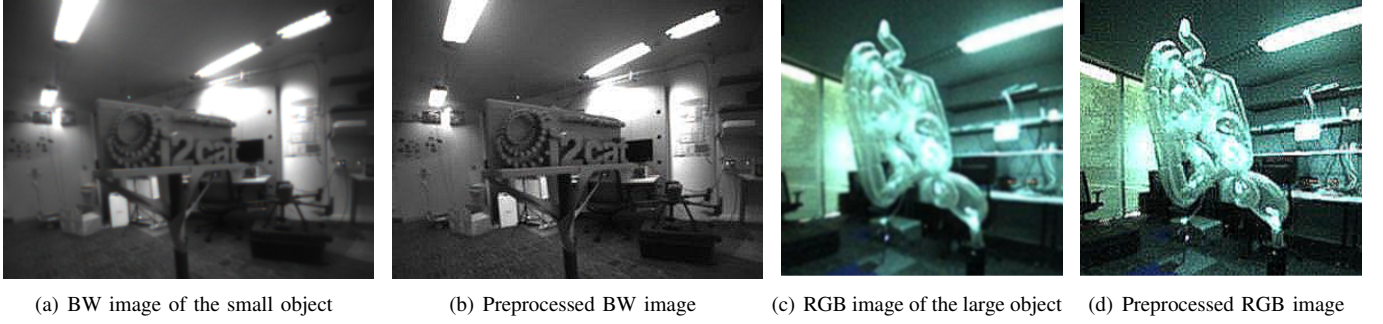 i2cat
i2cat
(a) BW image of the small object
(b) Preprocessed BW image
(c) RGB image of the large object
(d) Preprocessed RGB image